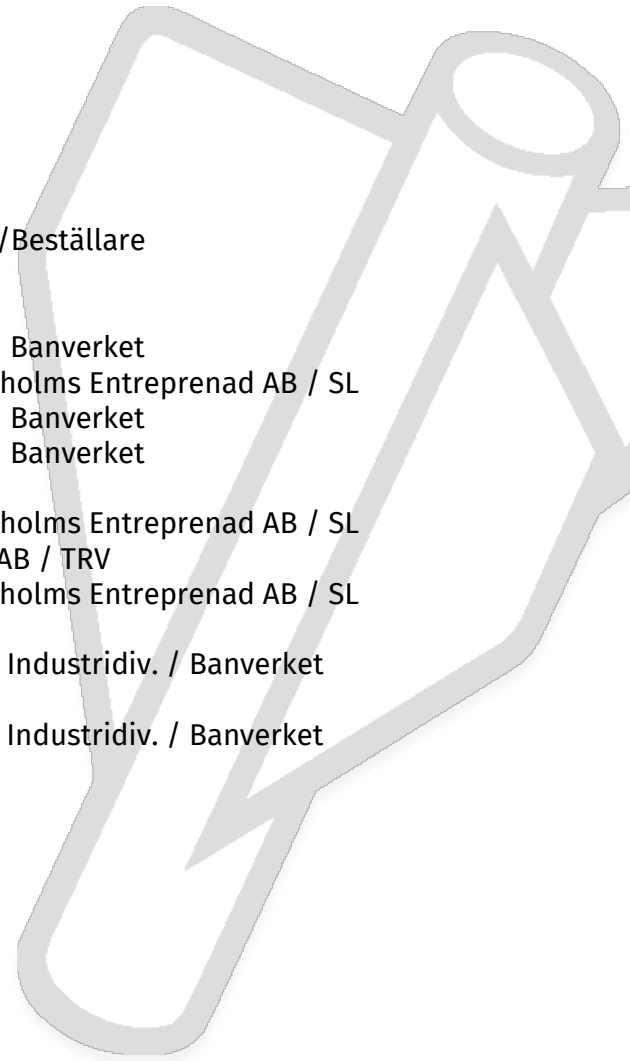 /Beställare
Banverket
holms Entreprenad AB / SL
Banverket
Banverket
holms Entreprenad AB / SL
AB / TRV
holms Entreprenad AB / SL
Industridiv. / Banverket
Industridiv. / Banverket